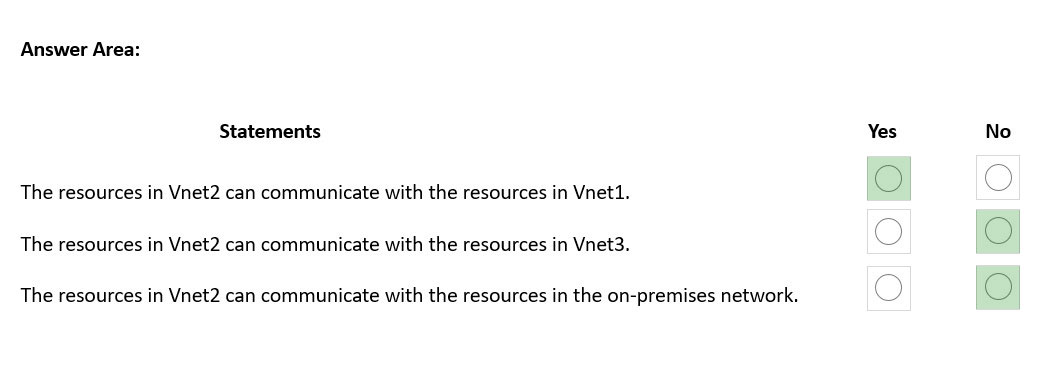 Answer Area:
Statements Yes No
The resources in Vnet2 can communicate with the resources in Vnet1.
The resources in Vnet2 can communicate with the resources in Vnet3.
The resources in Vnet2 can communicate with the resources in the on-premises network.